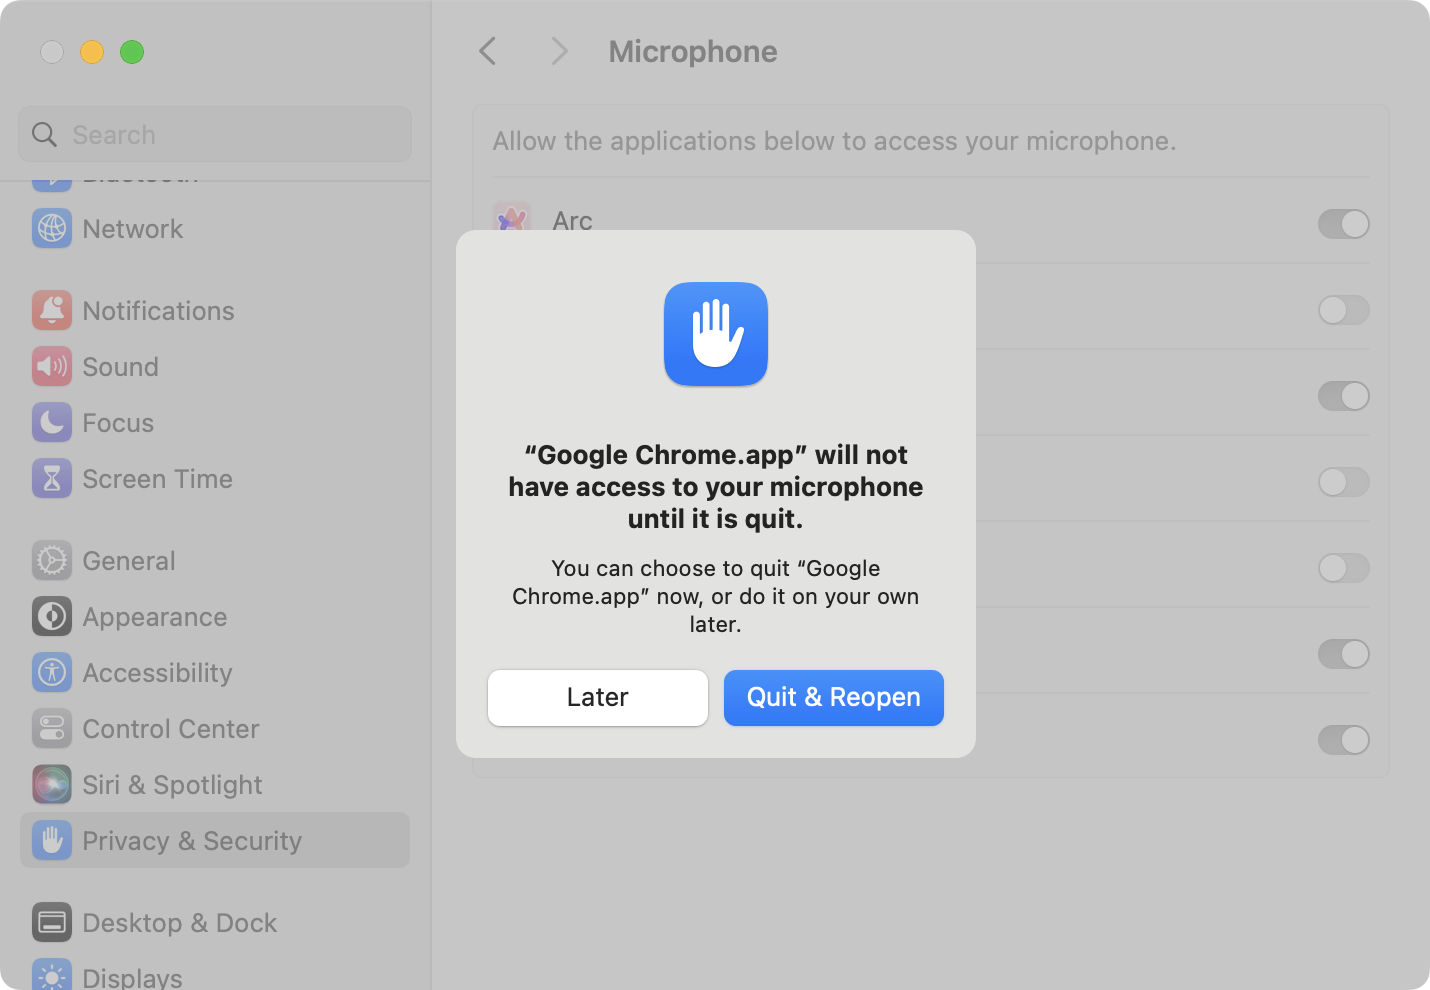 Microphone
Search
Bluetooth
Network
Notifications
Sound
Focus
Screen Time
General
Appearance
Accessibility
Control Center
Siri & Spotlight
Privacy & Security
Desktop & Dock
Displays
Allow the applications below to access your microphone.
Arc
“Google Chrome.app” will not
have access to your microphone
until it is quit.
You can choose to quit “Google
Chrome.app” now, or do it on your own
later.
Later
Quit & Reopen